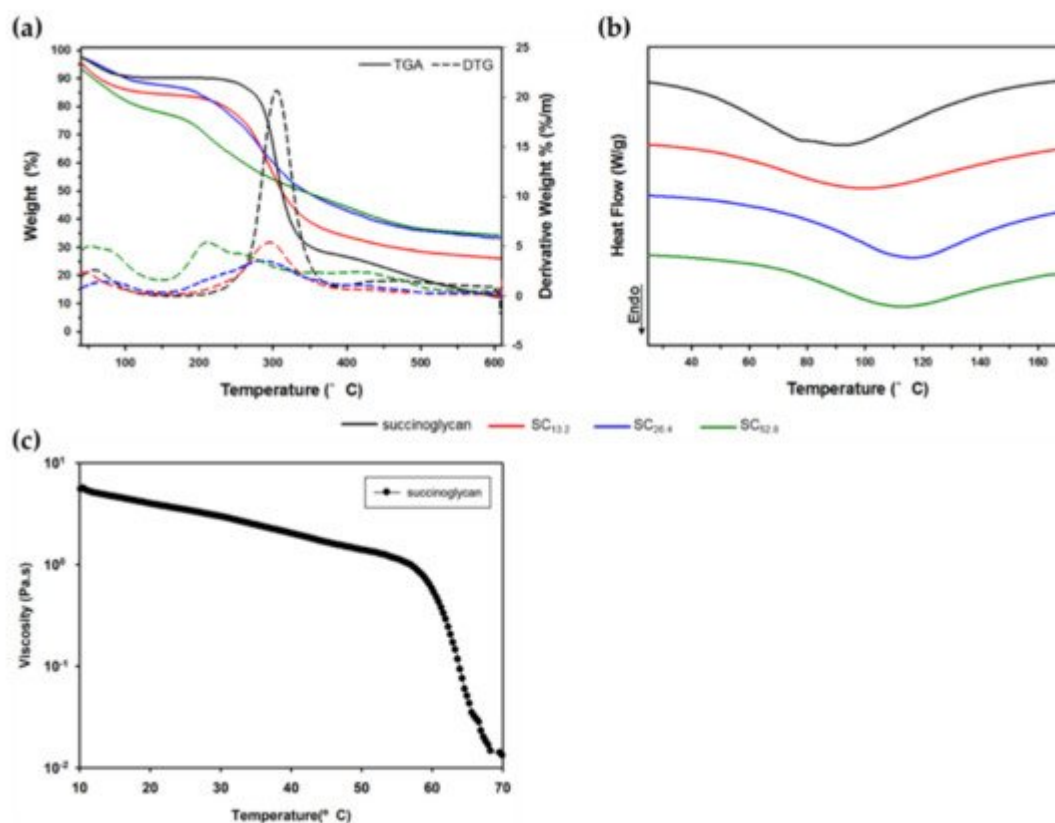 (a)
100
90
80
70
60
50
40
30
20
10
0
Weight (%)
TGA
DTG
25
20
15
10
5
0
-5
Derivative Weight % (%/m)
100 200 300 400 500 600
Temperature (° C)
(b)
Heat Flow (W/g)
Endo
40 60 80 100 120 140 160
Temperature (° C)
succinoglycan SC13.2 SC26.4 SC52.8
(c)
10¹
10⁰
10⁻¹
10⁻²
Viscosity (Pa.s)
succinoglycan
10 20 30 40 50 60 70
Temperature(° C)